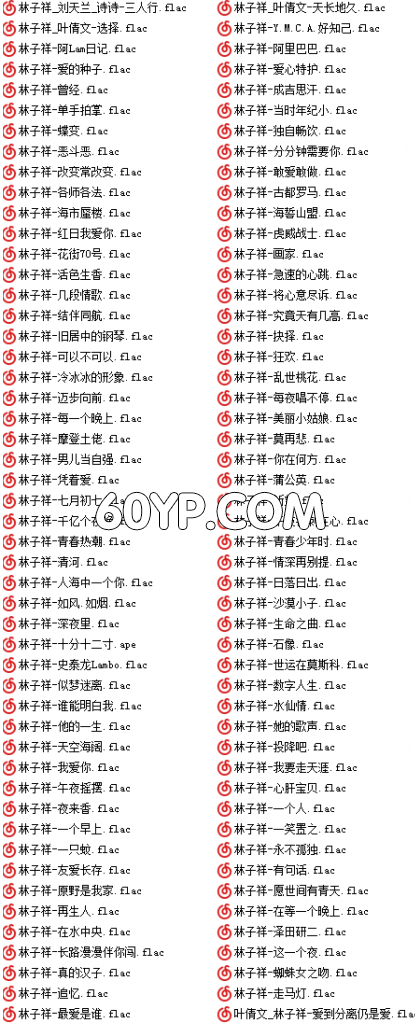 林子祥_刘天兰_诗诗-三人行.flac 林子祥_叶倩文-天长地久.flac
林子祥_叶倩文-选择.flac 林子祥-Y.M.C.A.好知己.flac
林子祥-阿Lam日记.flac 林子祥-阿里巴巴.flac
林子祥-爱的种子.flac 林子祥-爱心特护.flac
林子祥-曾经.flac 林子祥-成吉思汗.flac
林子祥-单手拍掌.flac 林子祥-当时年纪小.flac
林子祥-蝶变.flac 林子祥-独自畅饮.flac
林子祥-恶斗恶.flac 林子祥-分分钟需要你.flac
林子祥-改变常改变.flac 林子祥-敢爱敢做.flac
林子祥-各师各法.flac 林子祥-古都罗马.flac
林子祥-海市蜃楼.flac 林子祥-海誓山盟.flac
林子祥-红日我爱你.flac 林子祥-虎威战士.flac
林子祥-花街70号.flac 林子祥-画家.flac
林子祥-活色生香.flac 林子祥-急速的心跳.flac
林子祥-几段情歌.flac 林子祥-将心意尽诉.flac
林子祥-结伴同航.flac 林子祥-究竟天有几高.flac
林子祥-旧居中的钢琴.flac 林子祥-抉择.flac
林子祥-可以不可以.flac 林子祥-狂欢.flac
林子祥-冷冰冰的形象.flac 林子祥-乱世桃花.flac
林子祥-迈步向前.flac 林子祥-每夜唱不停.flac
林子祥-每一个晚上.flac 林子祥-美丽小姑娘.flac
林子祥-摩登土佬.flac 林子祥-莫再悲.flac
林子祥-男儿当自强.flac 林子祥-你在何方.flac
林子祥-凭着爱.flac 林子祥-蒲公英.flac
林子祥-七月初七
60YP.COM
林子祥-千亿个夜 在心.flac
林子祥-青春热潮.flac 林子祥-青春少年时.flac
林子祥-清河.flac 林子祥-情深再别提.flac
林子祥-人海中一个你.flac 林子祥-日落日出.flac
林子祥-如风.如烟.flac 林子祥-沙漠小子.flac
林子祥-深夜里.flac 林子祥-生命之曲.flac
林子祥-十分十二寸.ape 林子祥-石像.flac
林子祥-史泰龙Lambo.flac 林子祥-世运在莫斯科.flac
林子祥-似梦迷离.flac 林子祥-数字人生.flac
林子祥-谁能明白我.flac 林子祥-水仙情.flac
林子祥-他的一生.flac 林子祥-她的歌声.flac
林子祥-天空海阔.flac 林子祥-投降吧.flac
林子祥-我爱你.flac 林子祥-我要走天涯.flac
林子祥-午夜摇摆.flac 林子祥-心肝宝贝.flac
林子祥-夜来香.flac 林子祥-一个人.flac
林子祥-一个早上.flac 林子祥-一笑置之.flac
林子祥-一只蚊.flac 林子祥-永不孤独.flac
林子祥-友爱长存.flac 林子祥-有句话.flac
林子祥-原野是我家.flac 林子祥-愿世间有青天.flac
林子祥-再生人.flac 林子祥-在等一个晚上.flac
林子祥-在水中央.flac 林子祥-泽田研二.flac
林子祥-长路漫漫伴你闯.flac 林子祥-这一个夜.flac
林子祥-真的汉子.flac 林子祥-蜘蛛女之吻.flac
林子祥-追忆.flac 林子祥-走马灯.flac
林子祥-最爱是谁.flac 叶倩文_林子祥-爱到分离仍是爱.fla